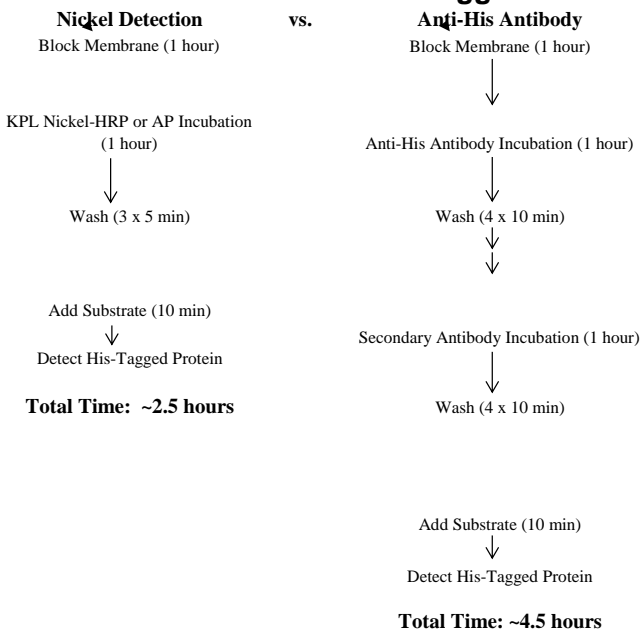 Nickel Detection vs. Anti-His Antibody
Block Membrane (1 hour)
KPL Nickel-HRP or AP Incubation
(1 hour)
Wash (3 x 5 min)
Add Substrate (10 min)
Detect His-Tagged Protein
Total Time: ~2.5 hours
Block Membrane (1 hour)
Anti-His Antibody Incubation (1 hour)
Wash (4 x 10 min)
Secondary Antibody Incubation (1 hour)
Wash (4 x 10 min)
Add Substrate (10 min)
Detect His-Tagged Protein
Total Time: ~4.5 hours